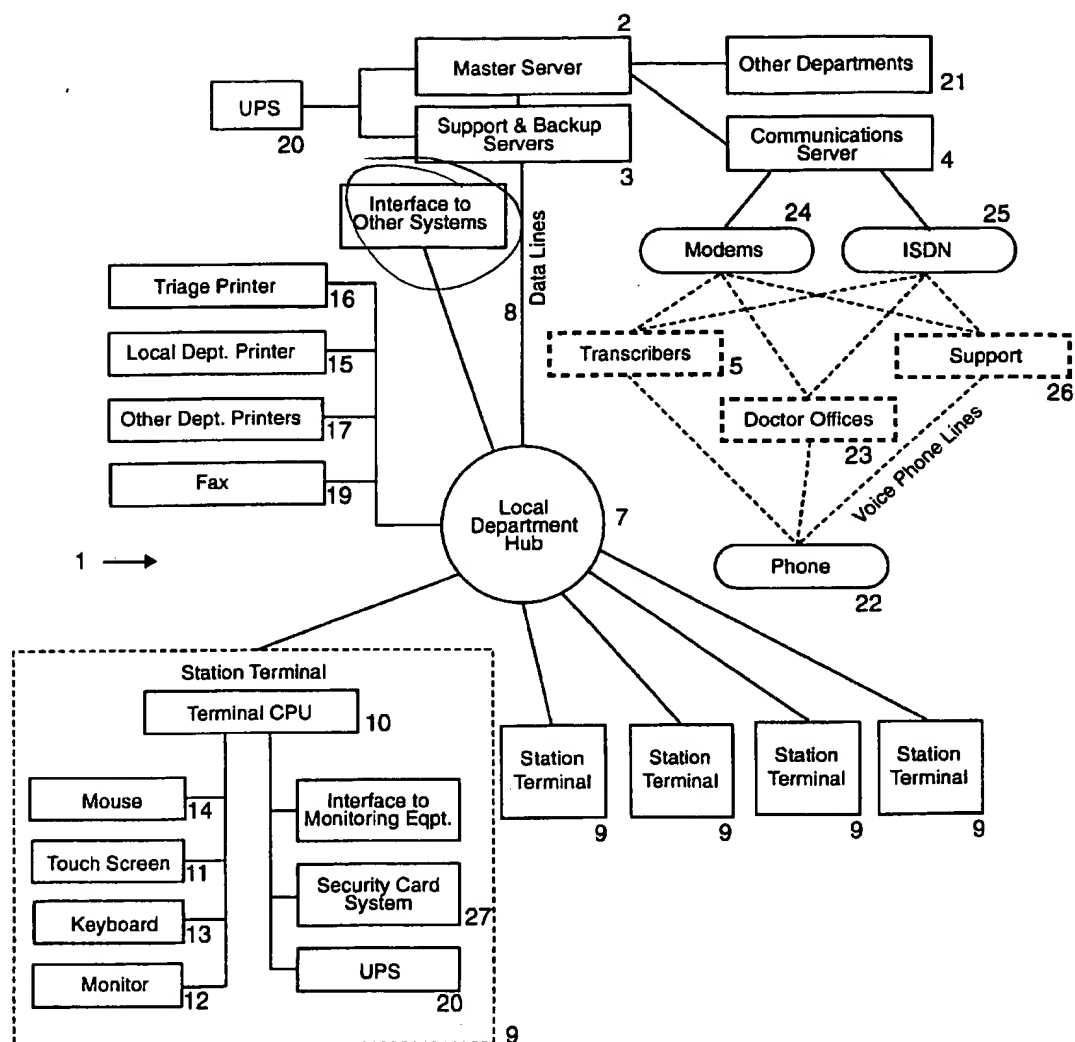 2
Master Server
Other Departments
21
UPS
20
Support & Backup
Servers
3
Communications
Server
4
Interface to
Other Systems
24
25
Modems
ISDN
Data Lines
8
Triage Printer
16
Local Dept. Printer
15
Other Dept. Printers
17
Fax
19
Transcribers
5
Support
26
Doctor Offices
23
Voice Phone Lines
Local
Department
Hub
7
Phone
22
1
Station Terminal
Terminal CPU
10
Mouse
14
Touch Screen
11
Keyboard
13
Monitor
12
Interface to
Monitoring Eqpt.
Security Card
System
27
UPS
20
9
Station
Terminal
9
Station
Terminal
9
Station
Terminal
9
Station
Terminal
9